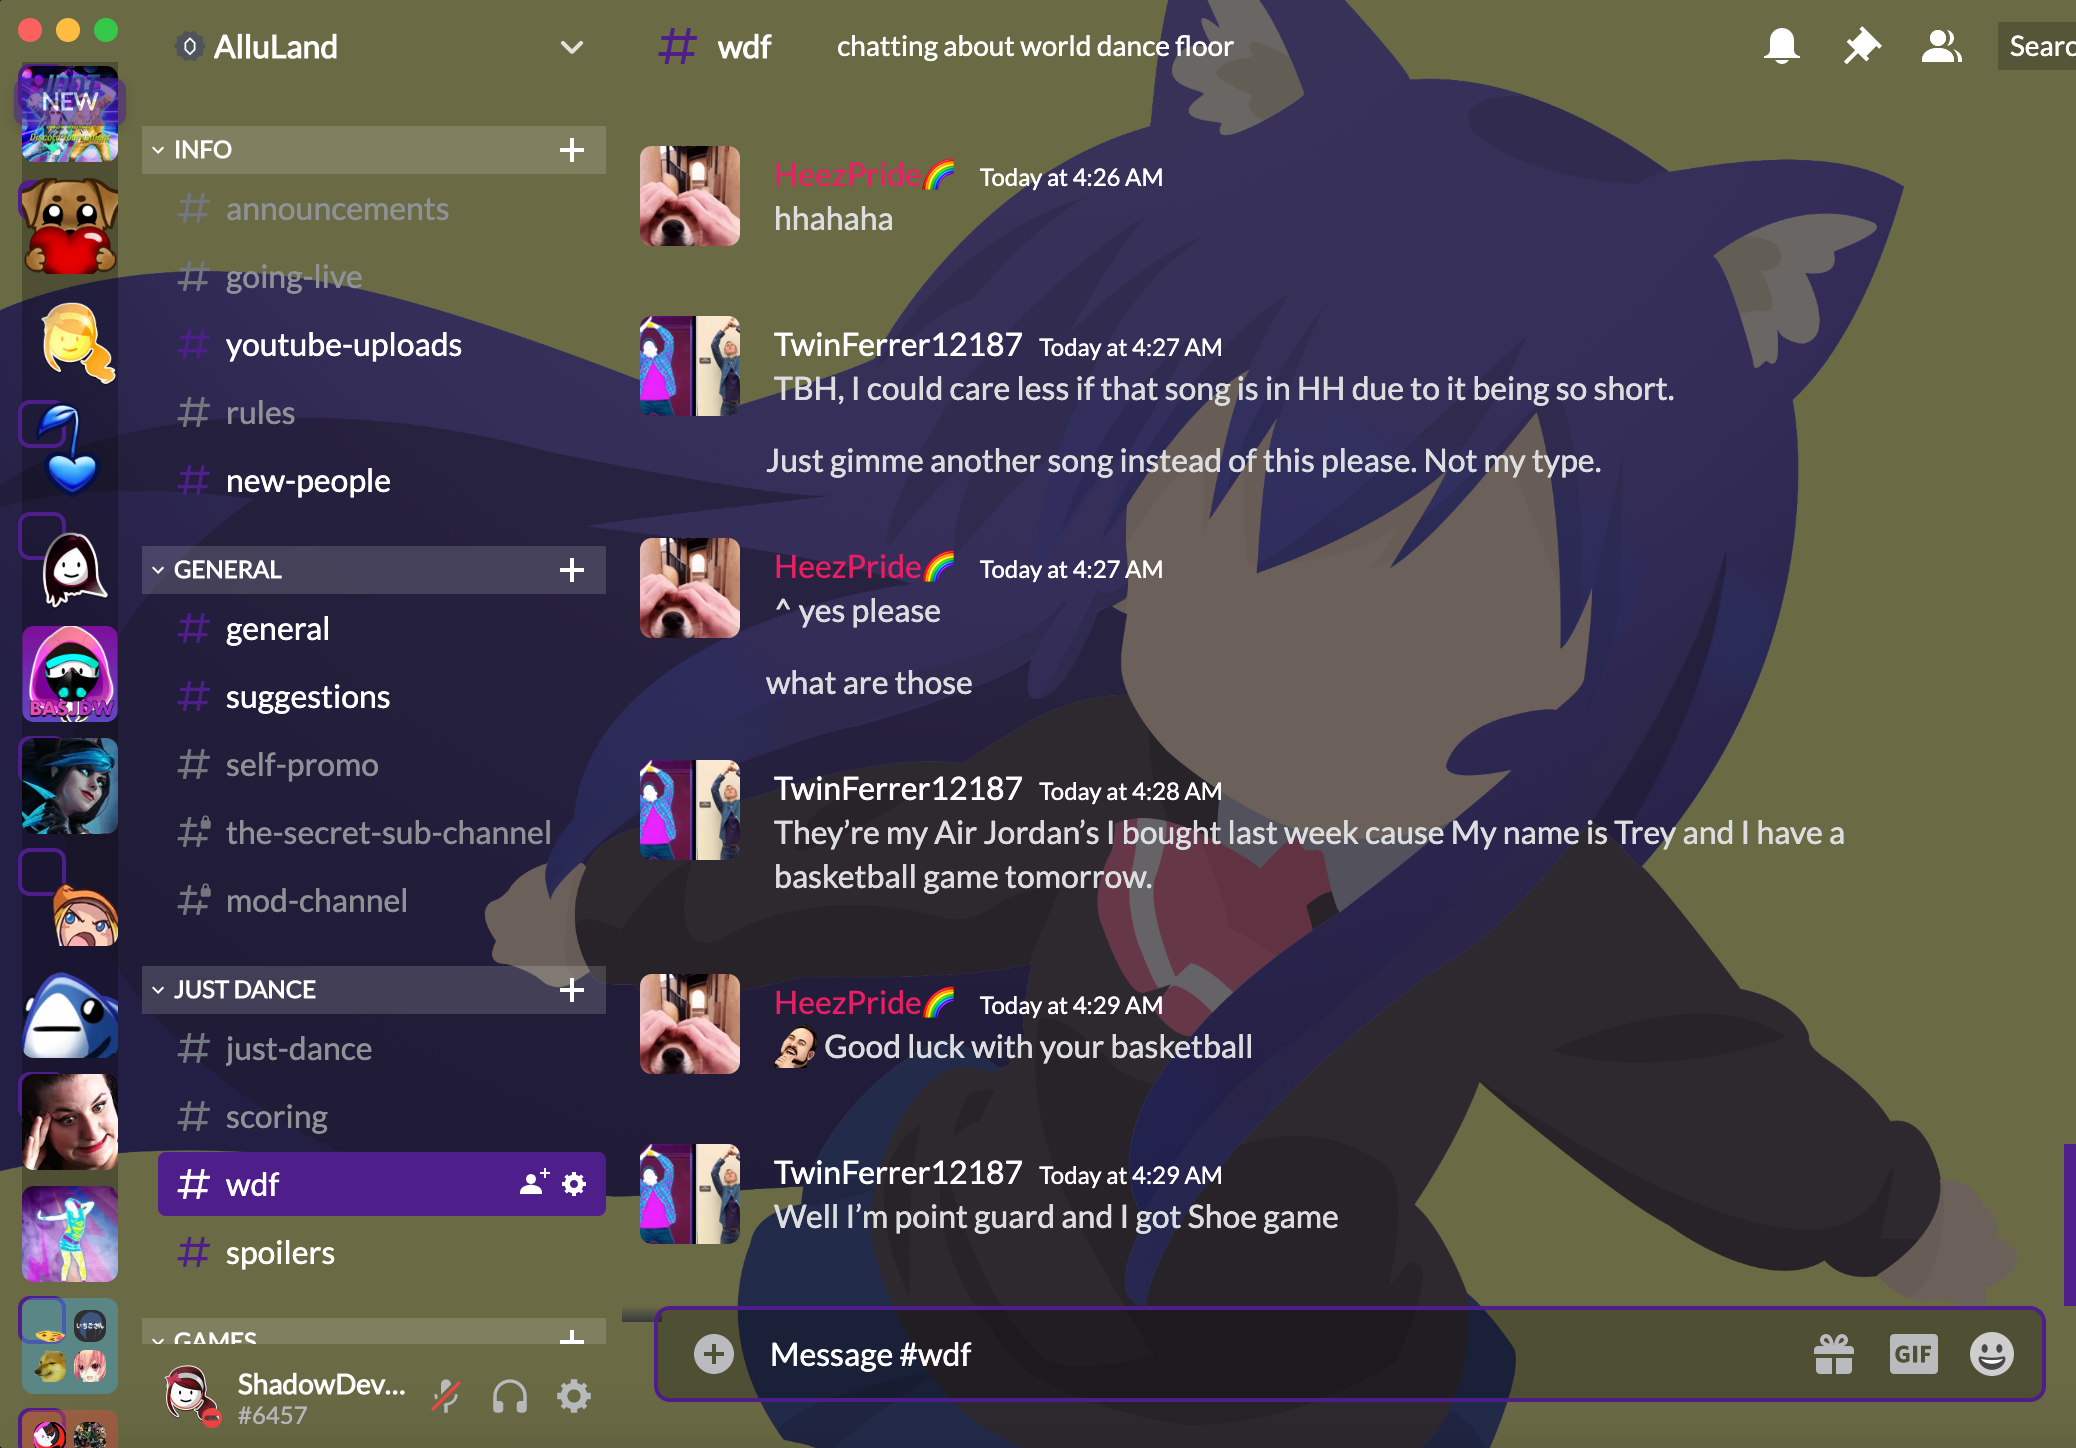 AlluLand
# wdf chatting about world dance floor
Searc
NEW
INFO
# announcements
# going-live
# youtube-uploads
# rules
# new-people
GENERAL
# general
# suggestions
# self-promo
# the-secret-sub-channel
# mod-channel
JUST DANCE
# just-dance
# scoring
# wdf
# spoilers
GAMES
BASJDW
ShadowDev...
#6457
HeezPride🌈 Today at 4:26 AM
hhahaha
TwinFerrer12187 Today at 4:27 AM
TBH, I could care less if that song is in HH due to it being so short.
Just gimme another song instead of this please. Not my type.
HeezPride🌈 Today at 4:27 AM
^ yes please
what are those
TwinFerrer12187 Today at 4:28 AM
They’re my Air Jordan’s I bought last week cause My name is Trey and I have a
basketball game tomorrow.
HeezPride🌈 Today at 4:29 AM
Good luck with your basketball
TwinFerrer12187 Today at 4:29 AM
Well I’m point guard and I got Shoe game
Message #wdf
GIF